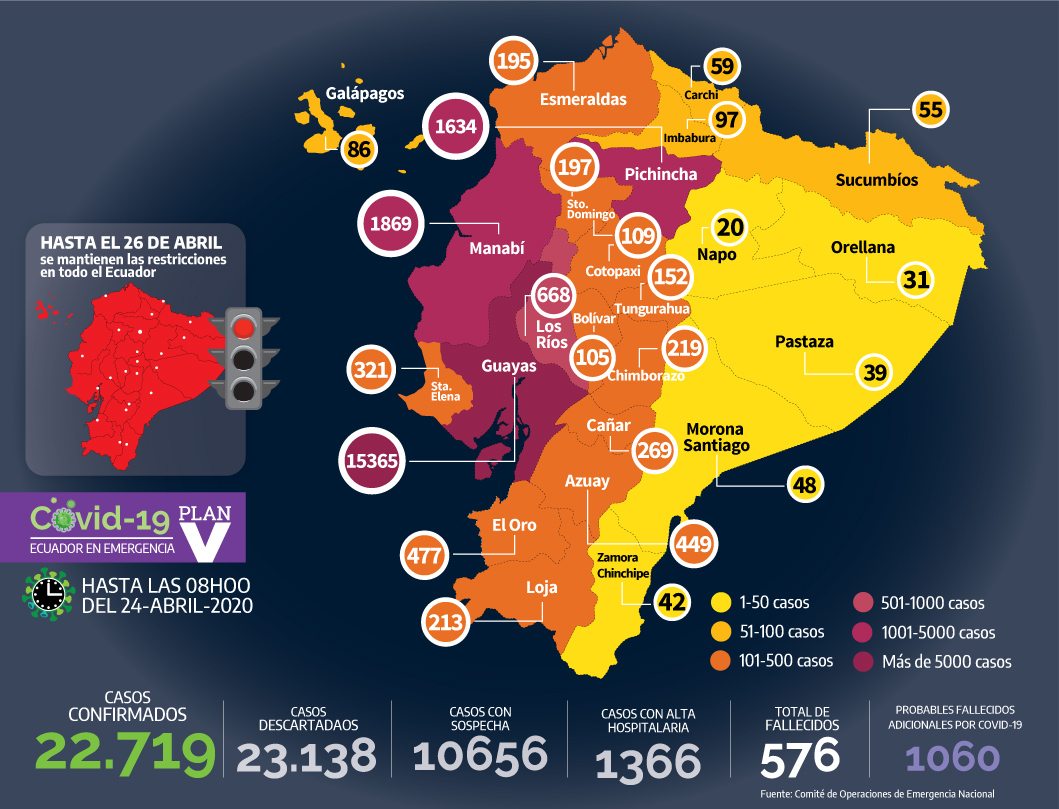 195
Esmeraldas
59
Carchi
Galápagos
86
1634
97
Imbabura
55
Sucumbíos
197
Pichincha
Sto.
Domingo
1869
Manabí
109
Cotopaxi
20
Napo
Orellana
31
152
Tungurahua
668
Los
Ríos
Bolívar
105
219
Chimborazo
Pastaza
39
Guayas
321
Sta.
Elena
15365
Cañar
269
Morona
Santiago
48
Azuay
449
El Oro
477
Zamora
Chinchipe
42
Loja
213
HASTA EL 26 DE ABRIL
se mantienen las restricciones
en todo el Ecuador
Covid-19
ECUADOR EN EMERGENCIA
PLAN
V
HASTA LAS 08HOO
DEL 24-ABRIL-2020
1-50 casos
51-100 casos
101-500 casos
501-1000 casos
1001-5000 casos
Más de 5000 casos
CASOS
CONFIRMADOS
22.719
CASOS
DESCARTADAOS
23.138
CASOS CON
SOSPECHA
10656
CASOS CON ALTA
HOSPITALARIA
1366
TOTAL DE
FALLECIDOS
576
PROBABLES FALLECIDOS
ADICIONALES POR COVID-19
1060
Fuente: Comité de Operaciones de Emergencia Nacional